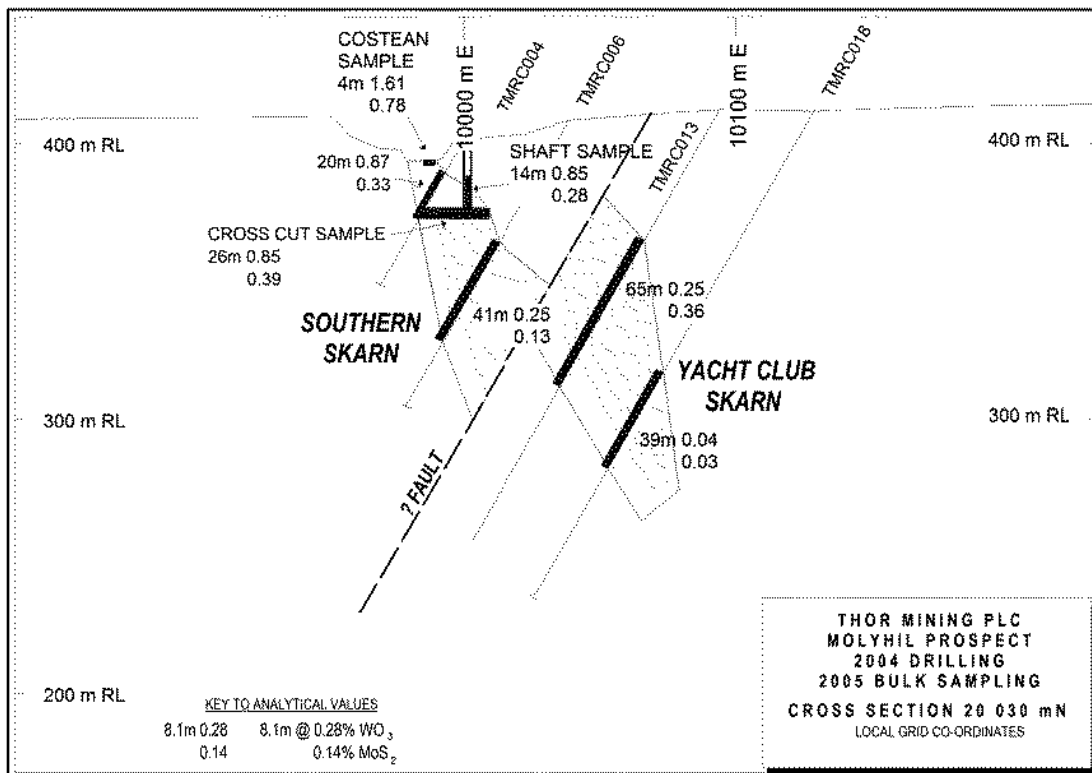 COSTEAN
SAMPLE
4m 1.61
0.78
10000 m E
TMRC004
TMRC006
10100 m E
TMRC018
400 m RL
400 m RL
20m 0.87
0.33
SHAFT SAMPLE
14m 0.85
0.28
TMRC013
CROSS CUT SAMPLE
26m 0.85
0.39
SOUTHERN
SKARN
41m 0.25
0.13
65m 0.25
0.36
YACHT CLUB
SKARN
300 m RL
300 m RL
39m 0.04
0.03
? FAULT
200 m RL
KEY TO ANALYTICAL VALUES
8.1m 0.28 8.1m @ 0.28% WO₃
0.14 0.14% MoS₂
THOR MINING PLC
MOLYHIL PROSPECT
2004 DRILLING
2005 BULK SAMPLING
CROSS SECTION 20 030 mN
LOCAL GRID CO-ORDINATES